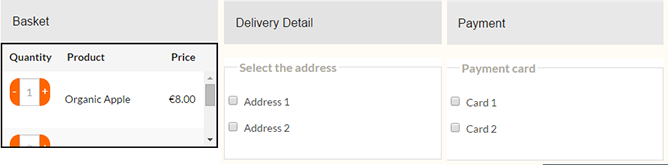 Basket
Quantity Product Price
- 1 + Organic Apple €8.00
Delivery Detail
Select the address
Address 1
Address 2
Payment
Payment card
Card 1
Card 2